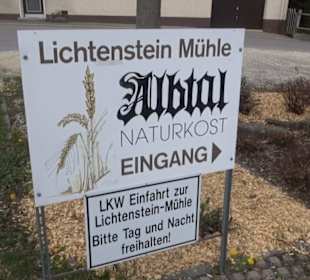 Lichtenstein Mühle
Albtal
NATURKOST
EINGANG
LKW Einfahrt zur
Lichtenstein-Mühle
Bitte Tag und Nacht
freihalten!